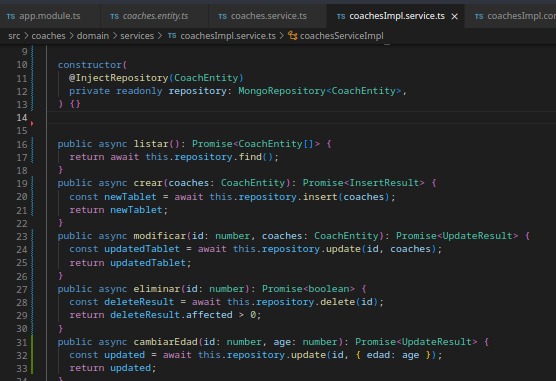 app.module.ts coaches.entity.ts coaches.service.ts coachesImpl.service.ts coachesImpl.con
src > coaches > domain > services > coachesImpl.service.ts > coachesServiceImpl
9
10 constructor(
11 @InjectRepository(CoachEntity)
12 private readonly repository: MongoRepository<CoachEntity>,
13 ) {}
14
15
16 public async listar(): Promise<CoachEntity[]> {
17 return await this.repository.find();
18 }
19 public async crear(coaches: CoachEntity): Promise<InsertResult> {
20 const newTablet = await this.repository.insert(coaches);
21 return newTablet;
22 }
23 public async modificar(id: number, coaches: CoachEntity): Promise<UpdateResult> {
24 const updatedTablet = await this.repository.update(id, coaches);
25 return updatedTablet;
26 }
27 public async eliminar(id: number): Promise<boolean> {
28 const deleteResult = await this.repository.delete(id);
29 return deleteResult.affected > 0;
30 }
31 public async cambiarEdad(id: number, age: number): Promise<UpdateResult> {
32 const updated = await this.repository.update(id, { edad: age });
33 return updated;